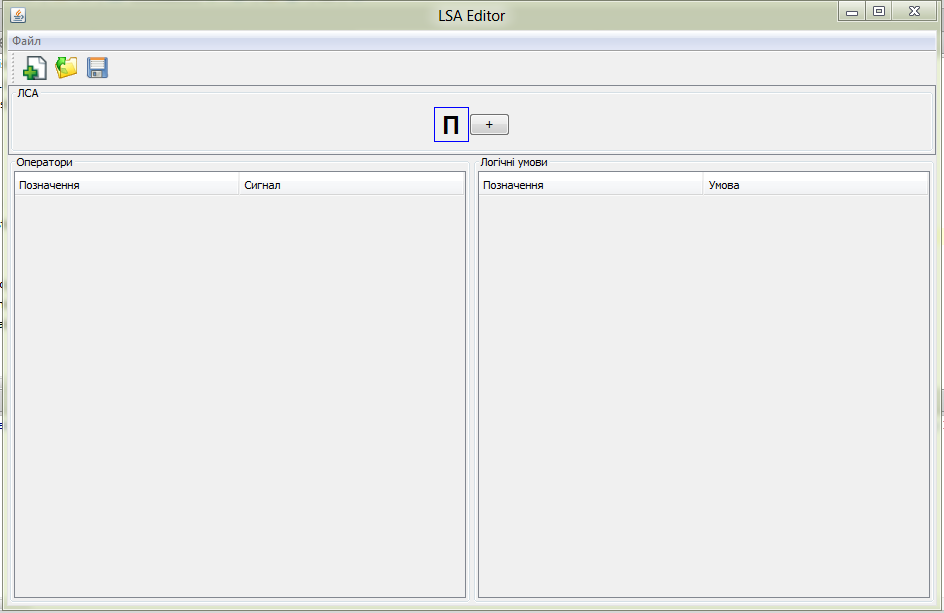 LSA Editor
Файл
ЛСА
П +
Оператори
Логічні умови
Позначення Сигнал
Позначення Умова